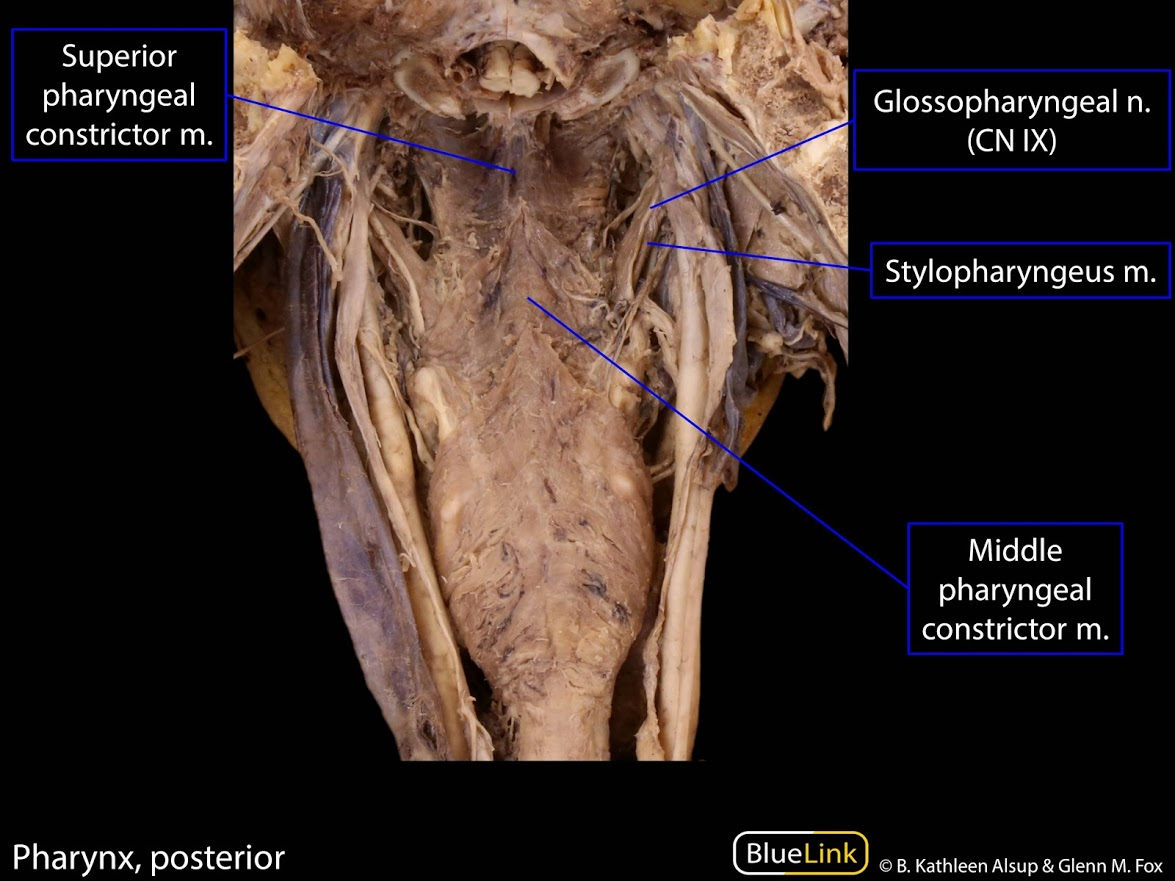 Superior
pharyngeal
constrictor m.
Glossopharyngeal n.
(CN IX)
Stylopharyngeus m.
Middle
pharyngeal
constrictor m.
Pharynx, posterior
BlueLink
© B. Kathleen Alsup & Glenn M. Fox